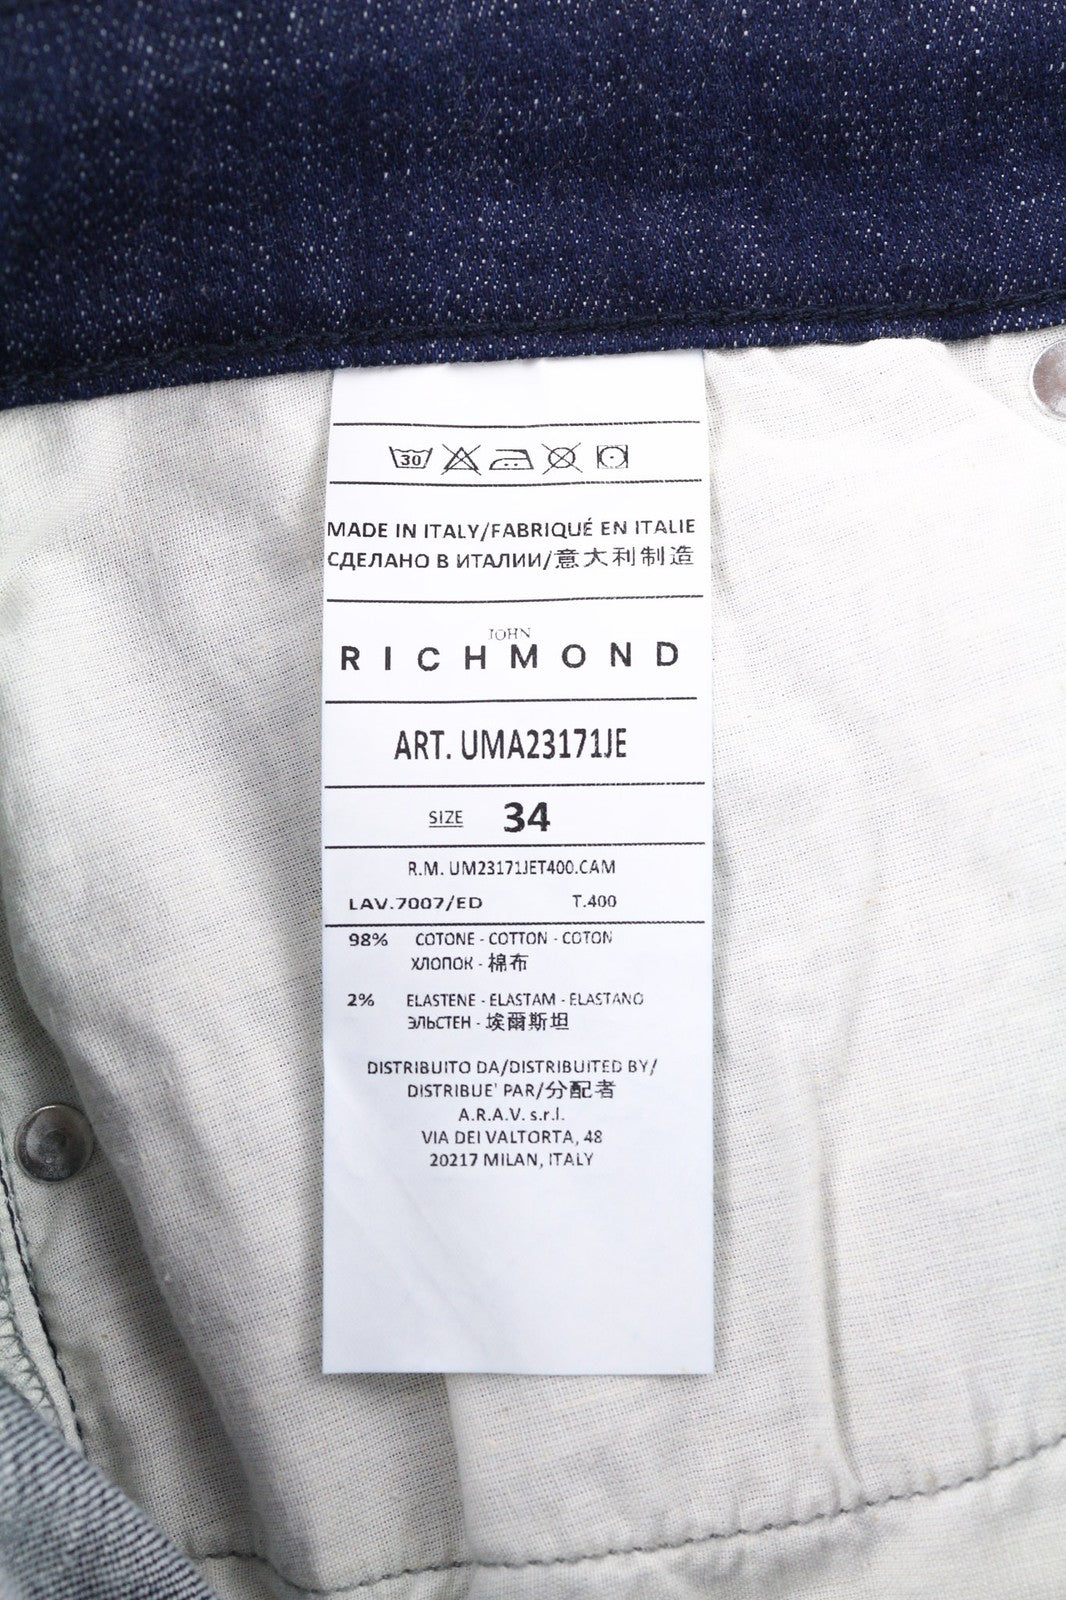 30
MADE IN ITALY/FABRIQUÉ EN ITALIE
СДЕЛАНО В ИТАЛИИ/意大利制造
JOHN
RICHMOND
ART. UMA23171JE
SIZE 34
R.M. UM23171JET400.CAM
LAV.7007/ED T.400
98% COTONE - COTTON - COTON
ХЛОПОК - 棉布
2% ELASTENE - ELASTAM - ELASTANO
ЭЛЬСТЕН - 埃爾斯坦
DISTRIBUITO DA/DISTRIBUITED BY/
DISTRIBUE' PAR/分配者
A.R.A.V. s.r.l.
VIA DEI VALTORTA, 48
20217 MILAN, ITALY